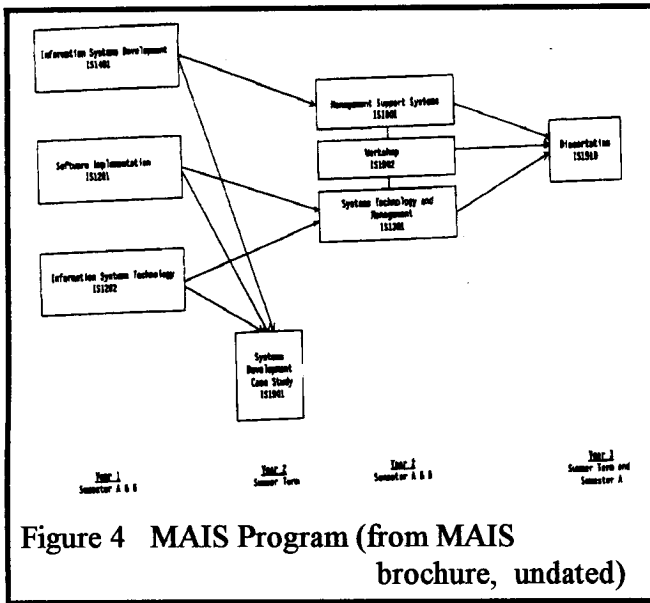 Information Systems Development
IS1401
Software Implementation
IS1201
Information Systems Technology
IS1202
Management Support Systems
IS1801
Workshop
IS1802
Systems Technology and
Management
IS1301
Dissertation
IS1910
Systems
Development
Case Study
IS1901
Year 1
Semester A & B
Year 2
Summer Term
Year 2
Semester A & B
Year 3
Summer Term and
Semester A
Figure 4 MAIS Program (from MAIS
brochure, undated)